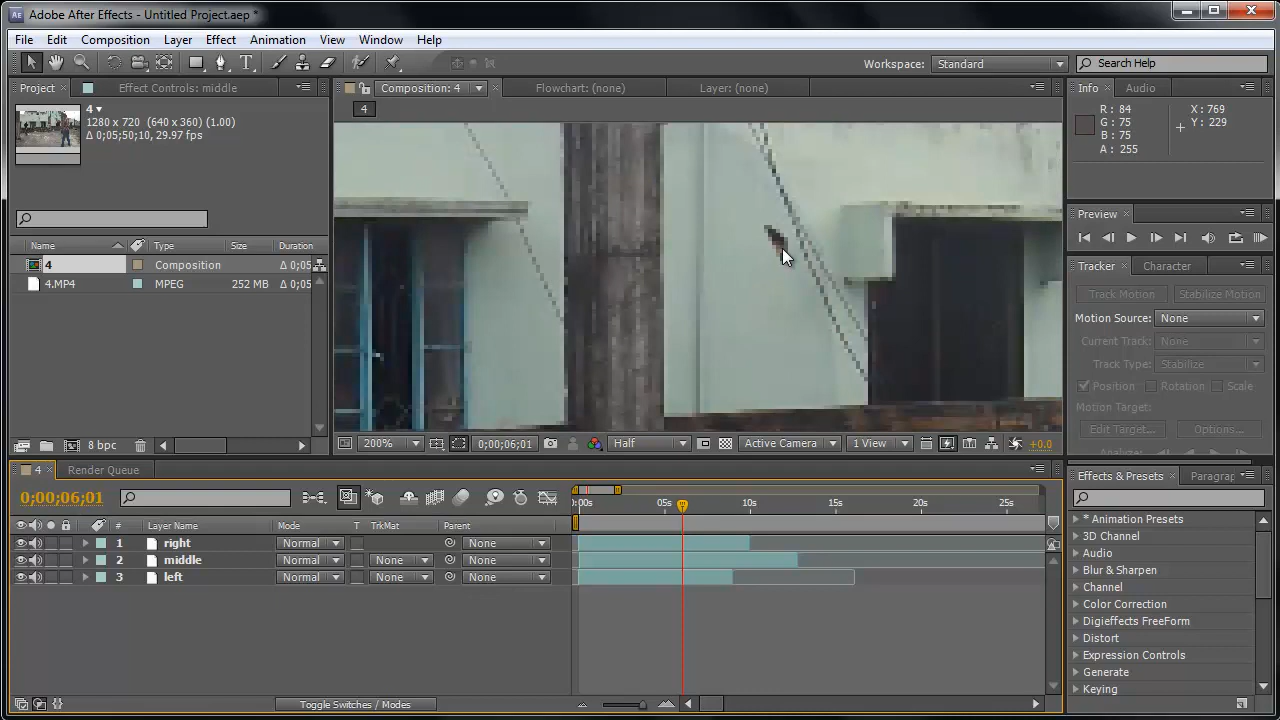 Adobe After Effects - Untitled Project.aep *
File Edit Composition Layer Effect Animation View Window Help
Workspace: Standard Search Help
Project Effect Controls: middle Composition: 4 Flowchart: (none) Layer: (none) Info Audio
4
4
1280 x 720 (640 x 360) (1.00)
Δ 0;05;50;10, 29.97 fps
R : 84
G : 75
B : 75
A : 255
X : 769
Y : 229
Preview
Name Type Size Duration
4 Composition Δ 0;05
4.MP4 MPEG 252 MB Δ 0;05
Tracker Character
Track Motion Stabilize Motion
Motion Source: None
Current Track: None
Track Type: Stabilize
Position Rotation Scale
Motion Target:
Edit Target... Options...
Analyze:
8 bpc
200% 0;00;06;01 Half Active Camera 1 View +0.0
4 Render Queue
0;00;06;01
:00s 05s 10s 15s 20s 25s
# Layer Name Mode T TrkMat Parent
1 right Normal None
2 middle Normal None None
3 left Normal None None
Toggle Switches / Modes
Effects & Presets Paragr
* Animation Presets
3D Channel
Audio
Blur & Sharpen
Channel
Color Correction
Digieffects FreeForm
Distort
Expression Controls
Generate
Keying